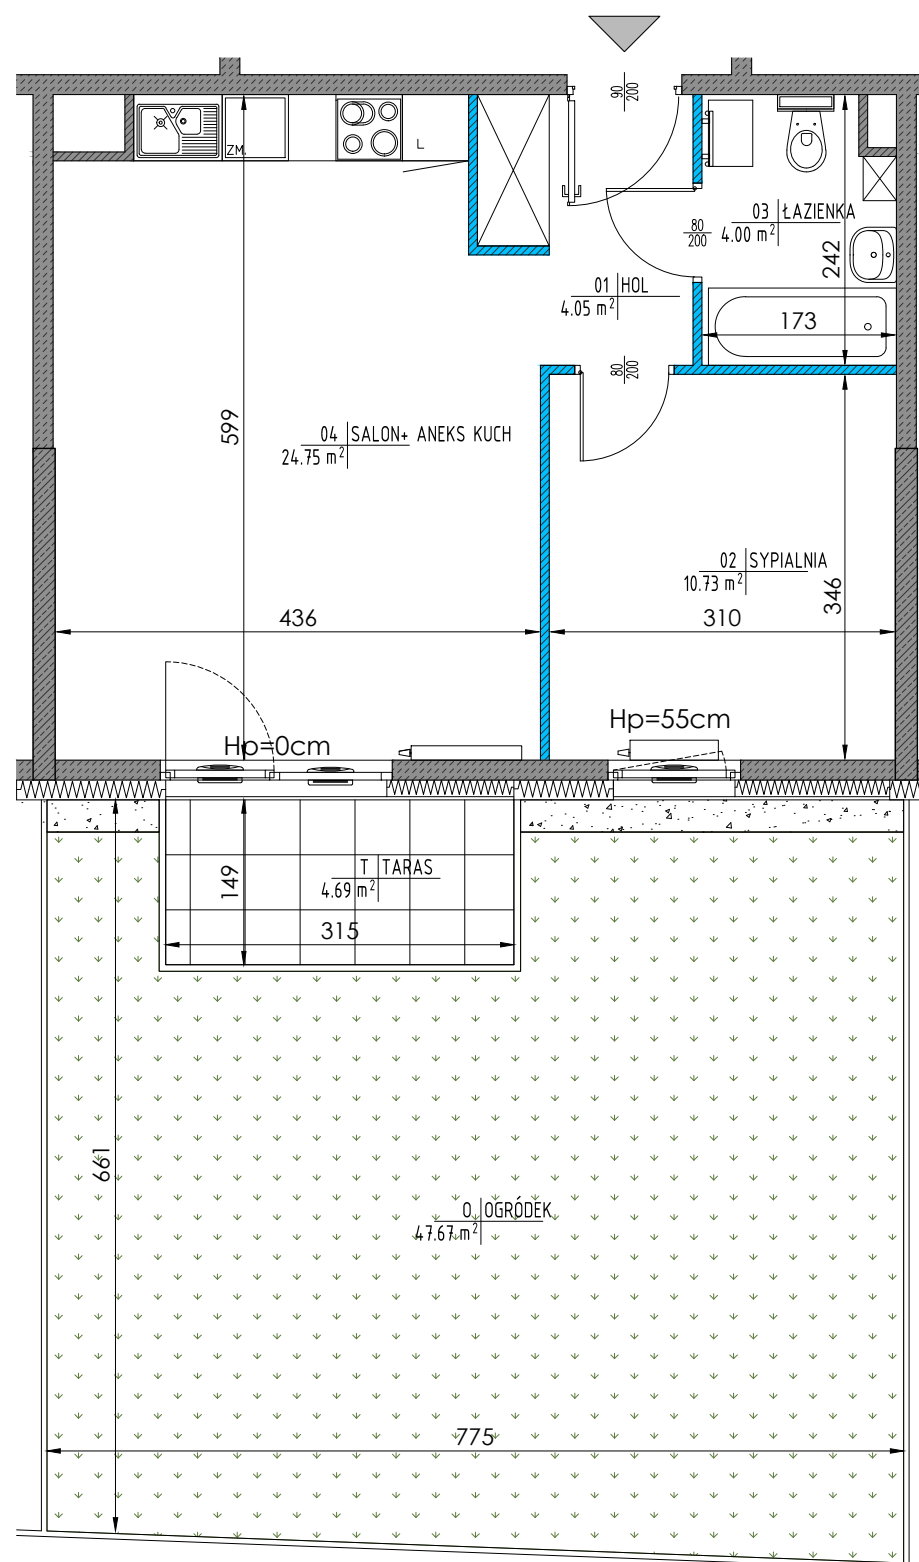 90
200
ZM.
L
03 ŁAZIENKA
4.00 m²
80
200
242
01 HOL
4.05 m²
173
80
200
599
04 SALON+ ANEKS KUCH
24.75 m²
02 SYPIALNIA
10.73 m²
346
436
310
Hp=55cm
Hp=0cm
T TARAS
4.69 m²
149
315
661
O OGRÓDEK
47.67 m²
775